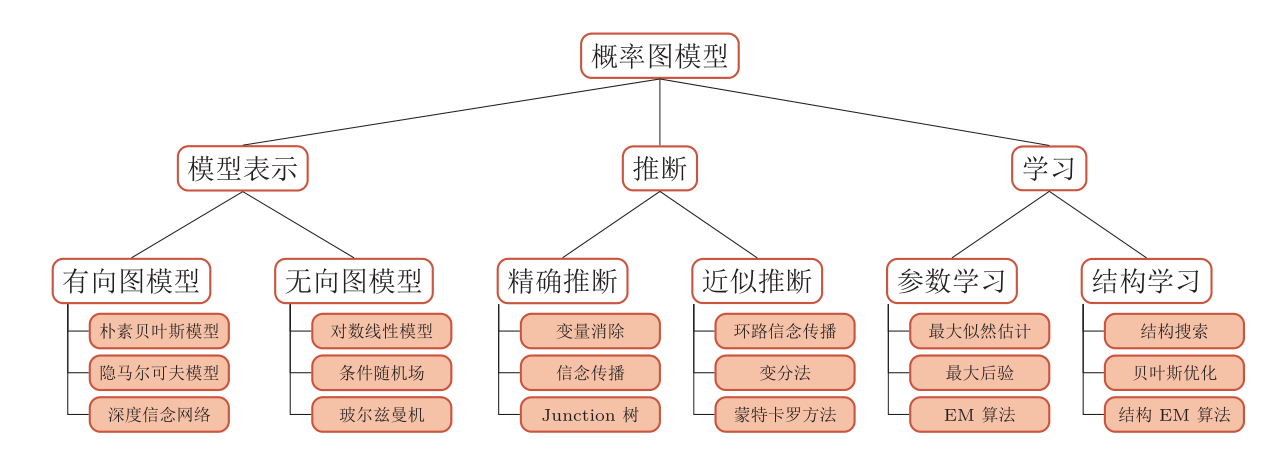 概率图模型
模型表示
推断
学习
有向图模型
无向图模型
精确推断
近似推断
参数学习
结构学习
朴素贝叶斯模型
对数线性模型
变量消除
环路信念传播
最大似然估计
结构搜索
隐马尔可夫模型
条件随机场
信念传播
变分法
最大后验
贝叶斯优化
深度信念网络
玻尔兹曼机
Junction 树
蒙特卡罗方法
EM 算法
结构 EM 算法